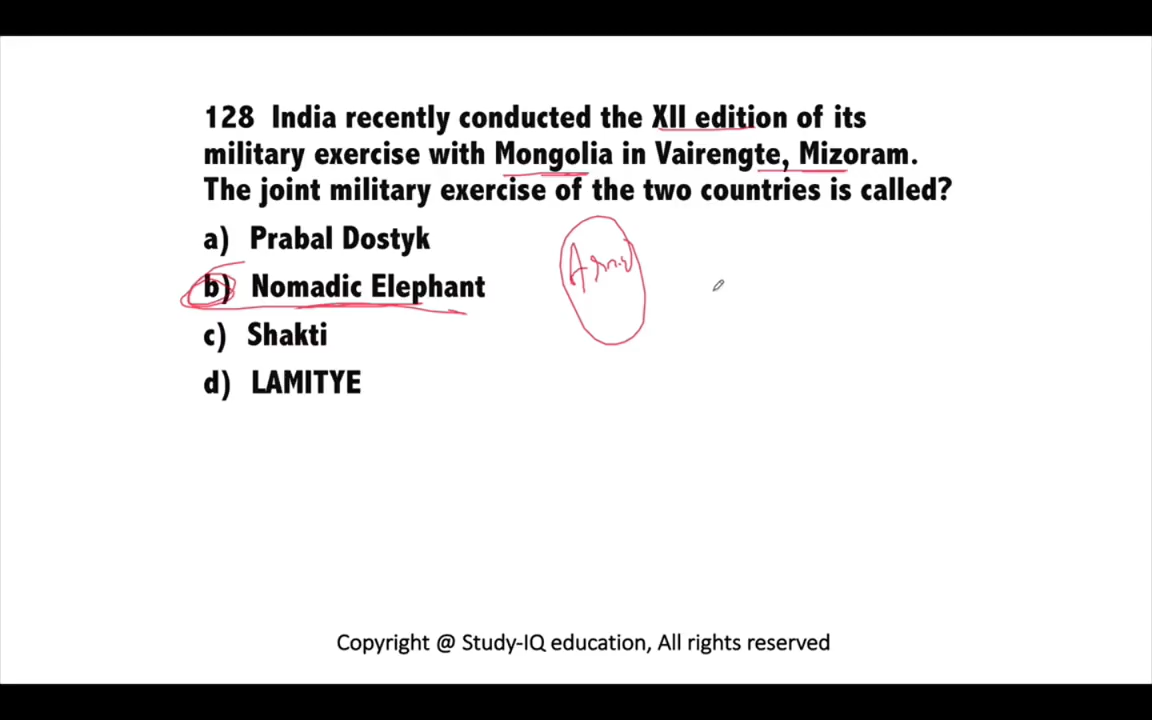 128 India recently conducted the XII edition of its
military exercise with Mongolia in Vairengte, Mizoram.
The joint military exercise of the two countries is called?
a) Prabal Dostyk
b) Nomadic Elephant
c) Shakti
d) LAMITYE
Copyright @ Study-IQ education, All rights reserved